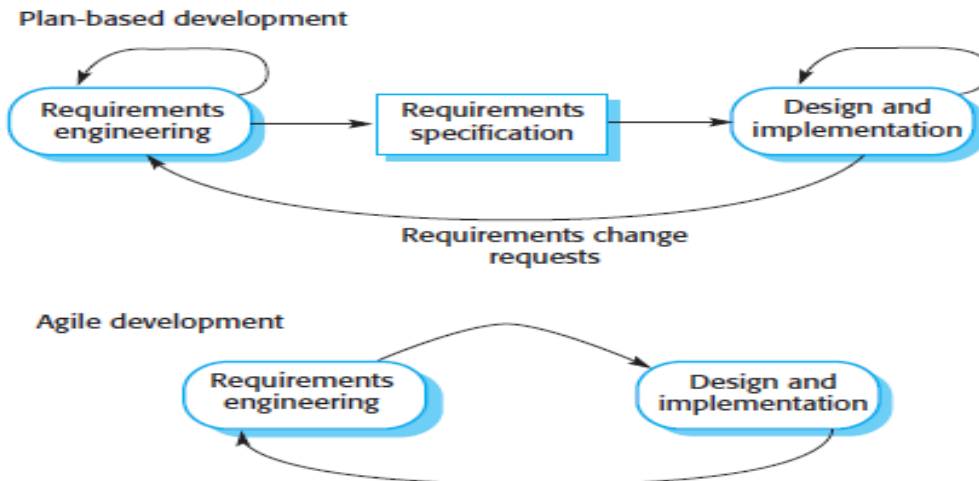 Plan-based development
Requirements
engineering
Requirements
specification
Design and
implementation
Requirements change
requests
Agile development
Requirements
engineering
Design and
implementation